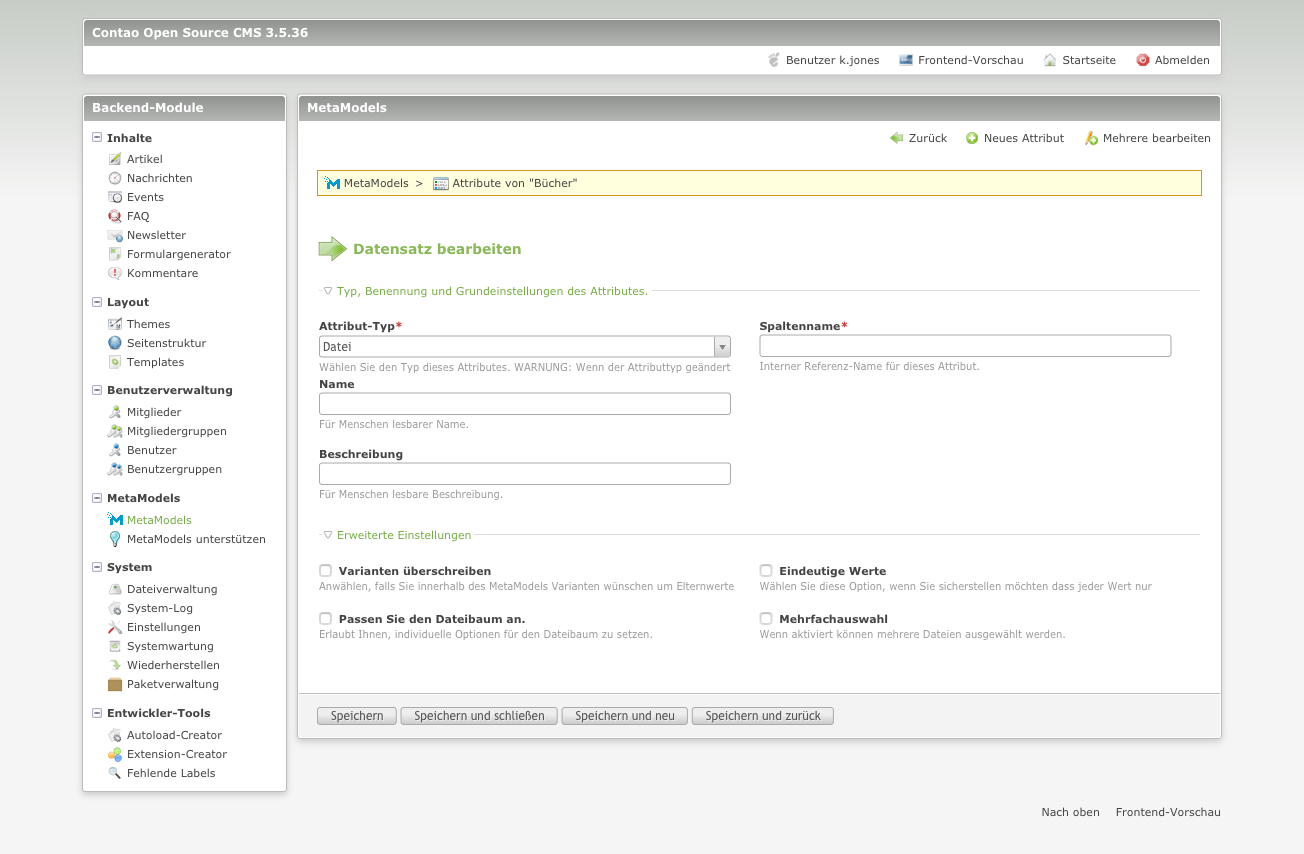 Contao Open Source CMS 3.5.36
Benutzer k.jones Frontend-Vorschau Startseite Abmelden
Backend-Module
Inhalte
Artikel
Nachrichten
Events
FAQ
Newsletter
Formulargenerator
Kommentare
Layout
Themes
Seitenstruktur
Templates
Benutzerverwaltung
Mitglieder
Mitgliedergruppen
Benutzer
Benutzergruppen
MetaModels
MetaModels
MetaModels unterstützen
System
Dateiverwaltung
System-Log
Einstellungen
Systemwartung
Wiederherstellen
Paketverwaltung
Entwickler-Tools
Autoload-Creator
Extension-Creator
Fehlende Labels
MetaModels
Zurück Neues Attribut Mehrere bearbeiten
MetaModels > Attribute von "Bücher"
Datensatz bearbeiten
Typ, Benennung und Grundeinstellungen des Attributes.
Attribut-Typ*
Datei
Wählen Sie den Typ dieses Attributes. WARNUNG: Wenn der Attributtyp geändert
Spaltenname*
Interner Referenz-Name für dieses Attribut.
Name
Für Menschen lesbarer Name.
Beschreibung
Für Menschen lesbare Beschreibung.
Erweiterte Einstellungen
Varianten überschreiben
Anwählen, falls Sie innerhalb des MetaModels Varianten wünschen um Elternwerte
Eindeutige Werte
Wählen Sie diese Option, wenn Sie sicherstellen möchten dass jeder Wert nur
Passen Sie den Dateibaum an.
Erlaubt Ihnen, individuelle Optionen für den Dateibaum zu setzen.
Mehrfachauswahl
Wenn aktiviert können mehrere Dateien ausgewählt werden.
Speichern Speichern und schließen Speichern und neu Speichern und zurück
Nach oben Frontend-Vorschau